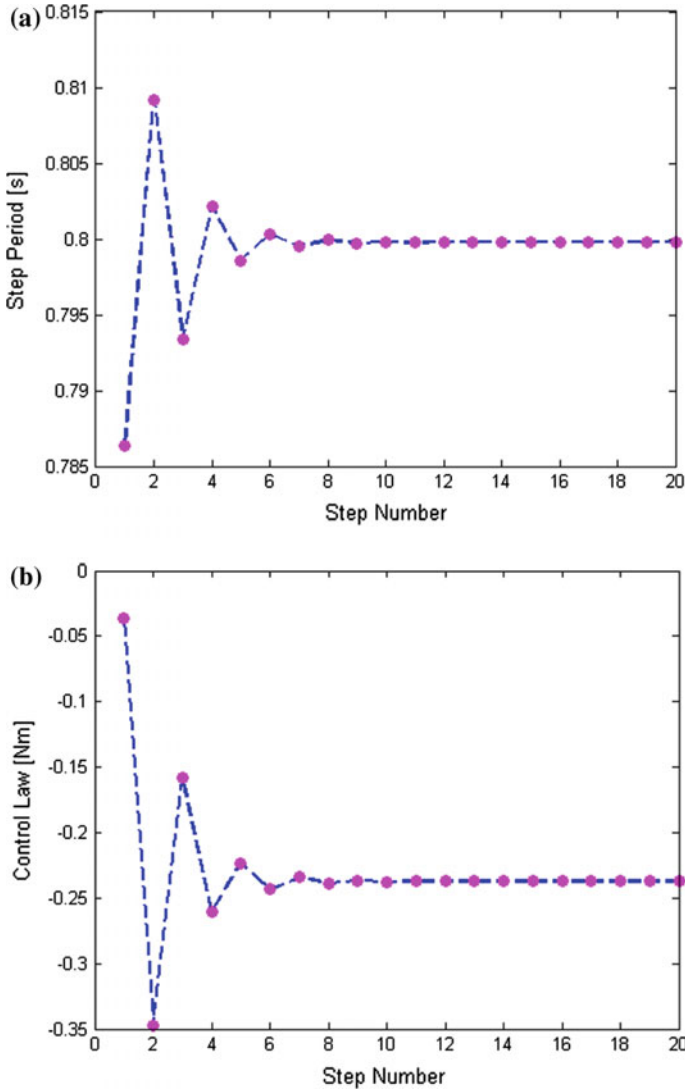 (a)
0.815
0.81
0.805
0.8
0.795
0.79
0.785
Step Period [s]
0 2 4 6 8 10 12 14 16 18 20
Step Number
(b)
0
-0.05
-0.1
-0.15
-0.2
-0.25
-0.3
-0.35
Control Law [Nm]
0 2 4 6 8 10 12 14 16 18 20
Step Number